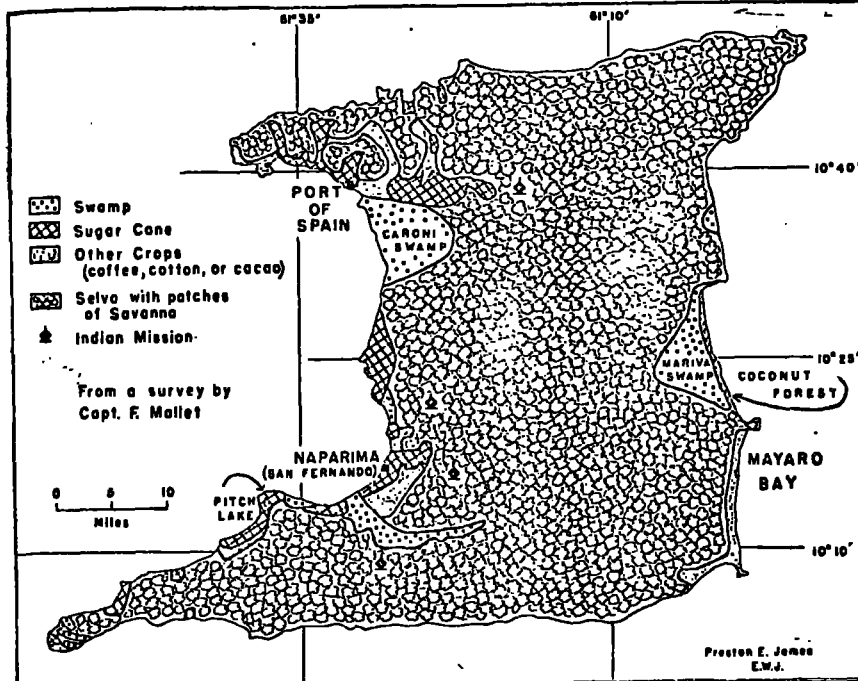 61°35'
61°10'
10°40'
PORT
OF
SPAIN
Swamp
Sugar Cane
Other Crops
(coffee, cotton, or cacao)
Selva with patches
of Savanna
Indian Mission
CARONI
SWAMP
10°25'
MARIVA
SWAMP
COCONUT
FOREST
From a survey by
Capt. F. Mallet
NAPARIMA
(SAN FERNANDO)
MAYARO
BAY
PITCH
LAKE
0 5 10
Miles
10°10'
Preston E. James
E.W.J.